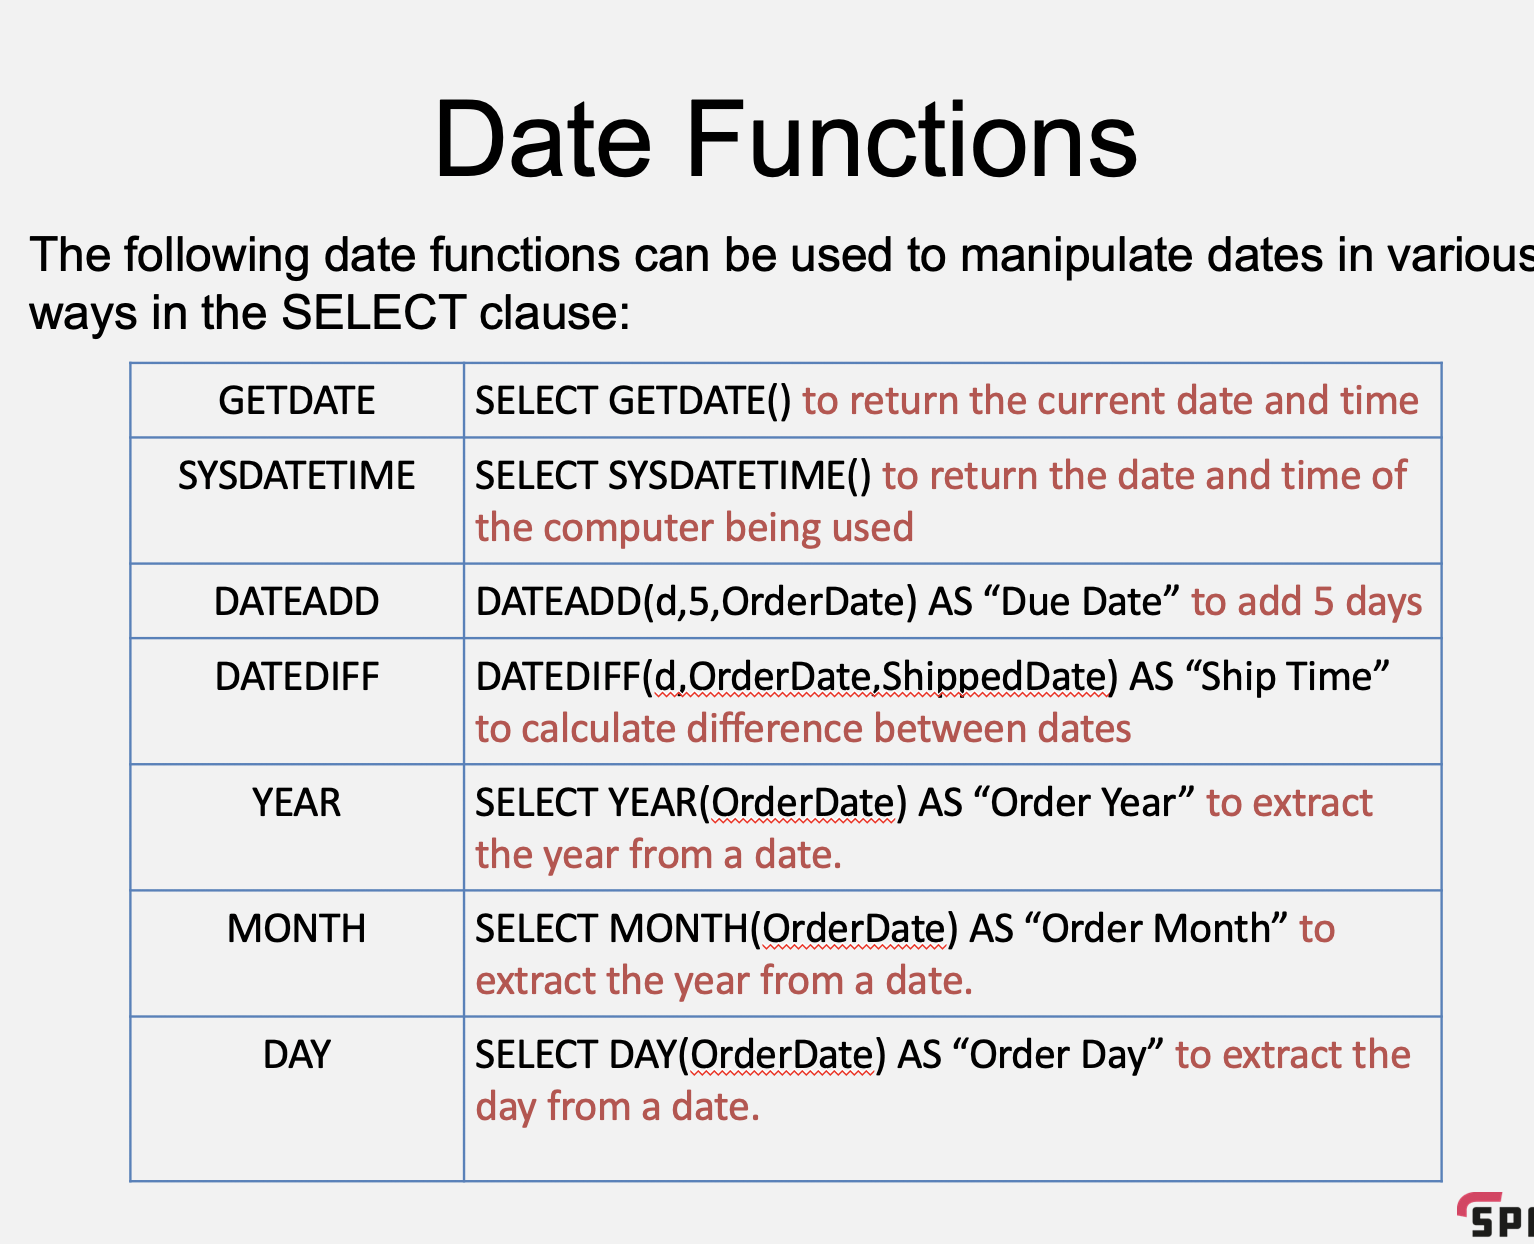 Date Functions
The following date functions can be used to manipulate dates in various
ways in the SELECT clause:
GETDATE
SELECT GETDATE() to return the current date and time
SYSDATETIME
SELECT SYSDATETIME() to return the date and time of
the computer being used
DATEADD
DATEADD(d,5,OrderDate) AS “Due Date” to add 5 days
DATEDIFF
DATEDIFF(d,OrderDate,ShippedDate) AS “Ship Time”
to calculate difference between dates
YEAR
SELECT YEAR(OrderDate) AS “Order Year” to extract
the year from a date.
MONTH
SELECT MONTH(OrderDate) AS “Order Month” to
extract the year from a date.
DAY
SELECT DAY(OrderDate) AS “Order Day” to extract the
day from a date.